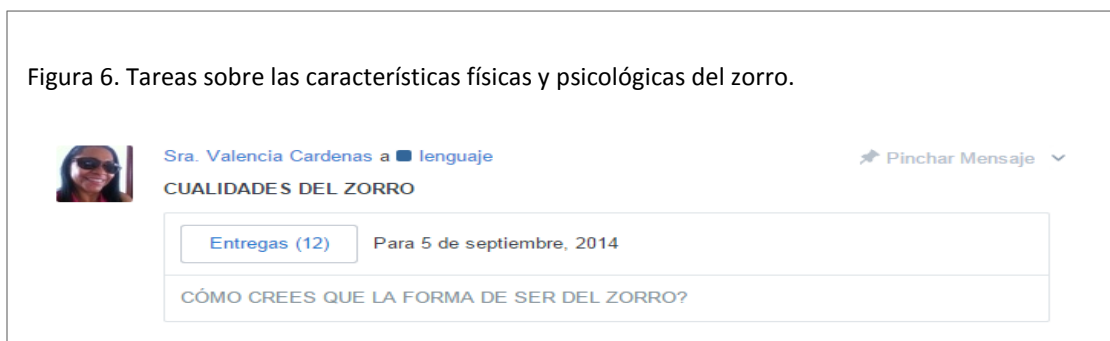 Figura 6. Tareas sobre las características físicas y psicológicas del zorro.
Sra. Valencia Cardenas a lenguaje
Pinchar Mensaje
CUALIDADES DEL ZORRO
Entregas (12) Para 5 de septiembre, 2014
CÓMO CREES QUE LA FORMA DE SER DEL ZORRO?